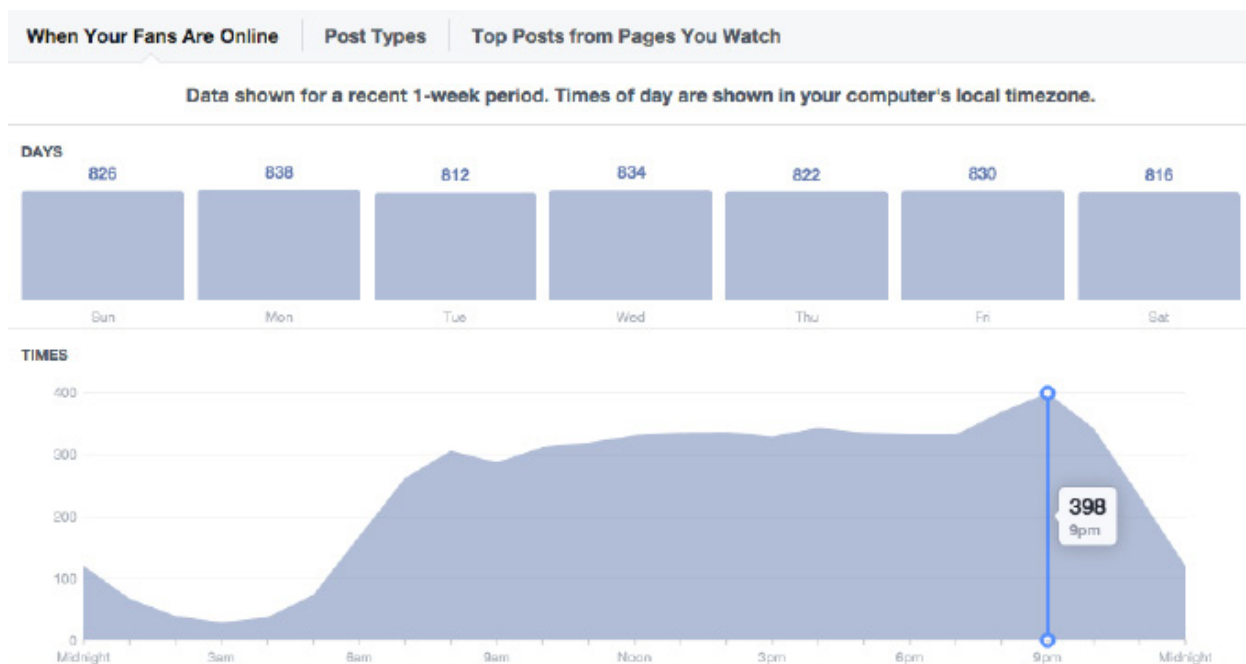 When Your Fans Are Online Post Types Top Posts from Pages You Watch
Data shown for a recent 1-week period. Times of day are shown in your computer's local timezone.
DAYS
826 838 812 834 822 830 816
Sun Mon Tue Wed Thu Fri Sat
TIMES
400
300
200
398
9pm
100
0
Midnight 3am 6am 9am Noon 3pm 6pm 9pm Midnight